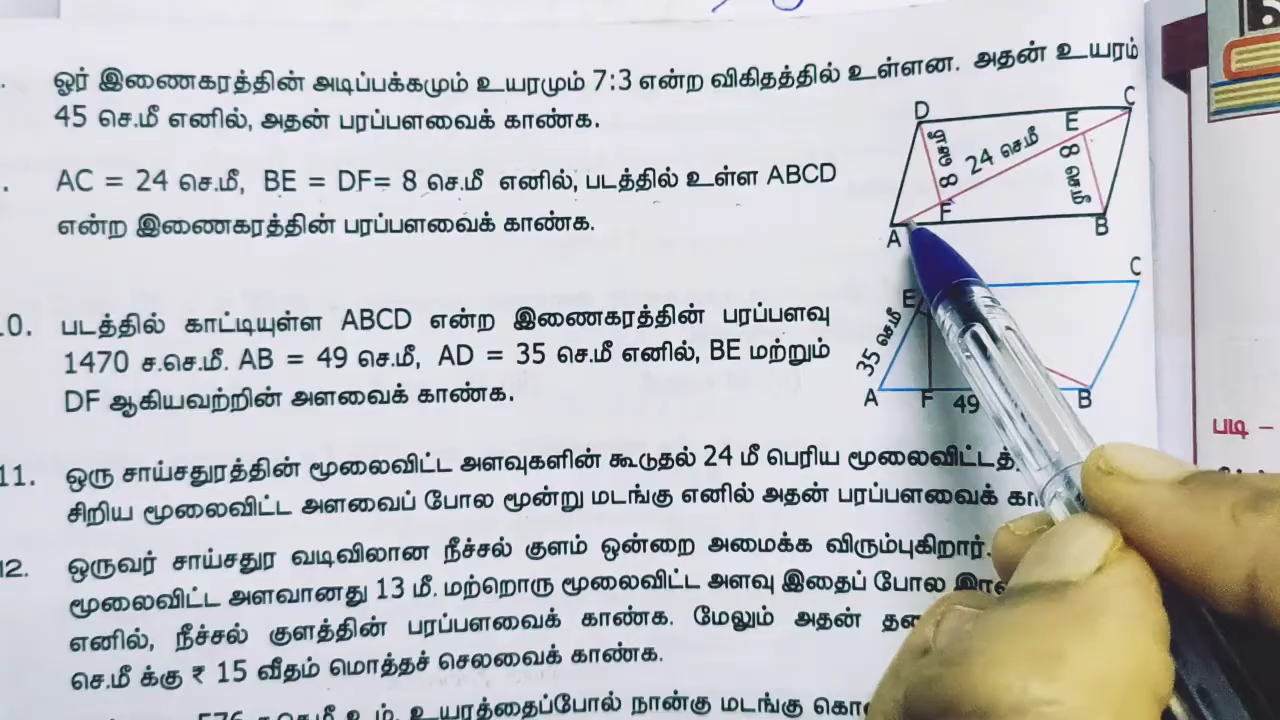 ஓர் இணைகரத்தின் அடிப்பக்கமும் உயரமும் 7:3 என்ற விகிதத்தில் உள்ளன. அதன் உயரம்
45 செ.மீ எனில், அதன் பரப்பளவைக் காண்க.
AC = 24 செ.மீ, BE = DF= 8 செ.மீ எனில், படத்தில் உள்ள ABCD
என்ற இணைகரத்தின் பரப்பளவைக் காண்க.
D
C
E
24 செ.மீ
8 செ.மீ
8 செ.மீ
F
A
B
10. படத்தில் காட்டியுள்ள ABCD என்ற இணைகரத்தின் பரப்பளவு
1470 ச.செ.மீ. AB = 49 செ.மீ, AD = 35 செ.மீ எனில், BE மற்றும்
DF ஆகியவற்றின் அளவைக் காண்க.
C
E
35 செ.மீ
A
F
49
B
11. ஒரு சாய்சதுரத்தின் மூலைவிட்ட அளவுகளின் கூடுதல் 24 மீ பெரிய
சிறிய மூலைவிட்ட அளவைப் போல மூன்று மடங்கு எனில் அதன் பரப்பளவைக்
12. ஒருவர் சாய்சதுர வடிவிலான நீச்சல் குளம் ஒன்றை அமைக்க விரும்புகிறார்.
மூலைவிட்ட அளவானது 13 மீ. மற்றொரு மூலைவிட்ட அளவு இதைப் போல
எனில், நீச்சல் குளத்தின் பரப்பளவைக் காண்க. மேலும் அதன்
செ.மீ க்கு ₹ 15 வீதம் மொத்தச் செலவைக் காண்க.
உயரத்தைப்போல் நான்கு மடங்கு
படி –